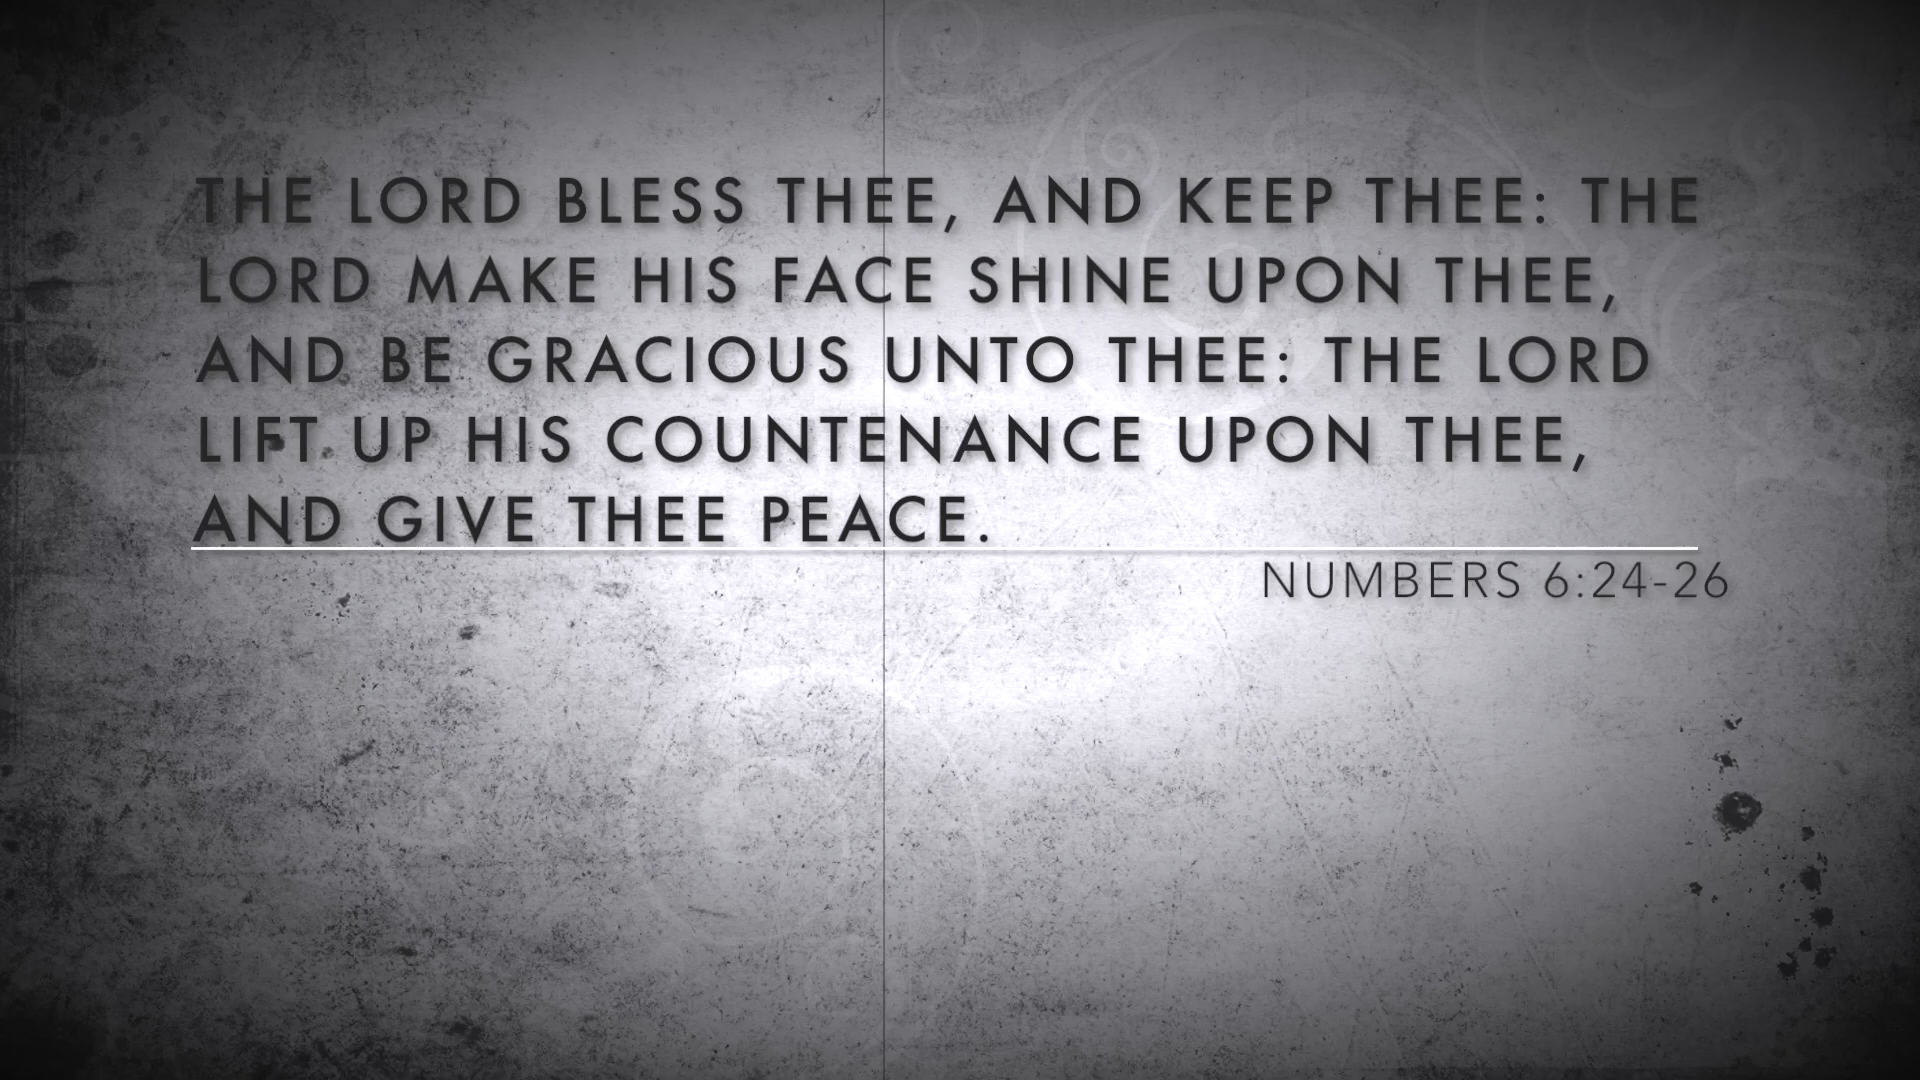 THE LORD BLESS THEE, AND KEEP THEE: THE
LORD MAKE HIS FACE SHINE UPON THEE,
AND BE GRACIOUS UNTO THEE: THE LORD
LIFT UP HIS COUNTENANCE UPON THEE,
AND GIVE THEE PEACE.
NUMBERS 6:24-26